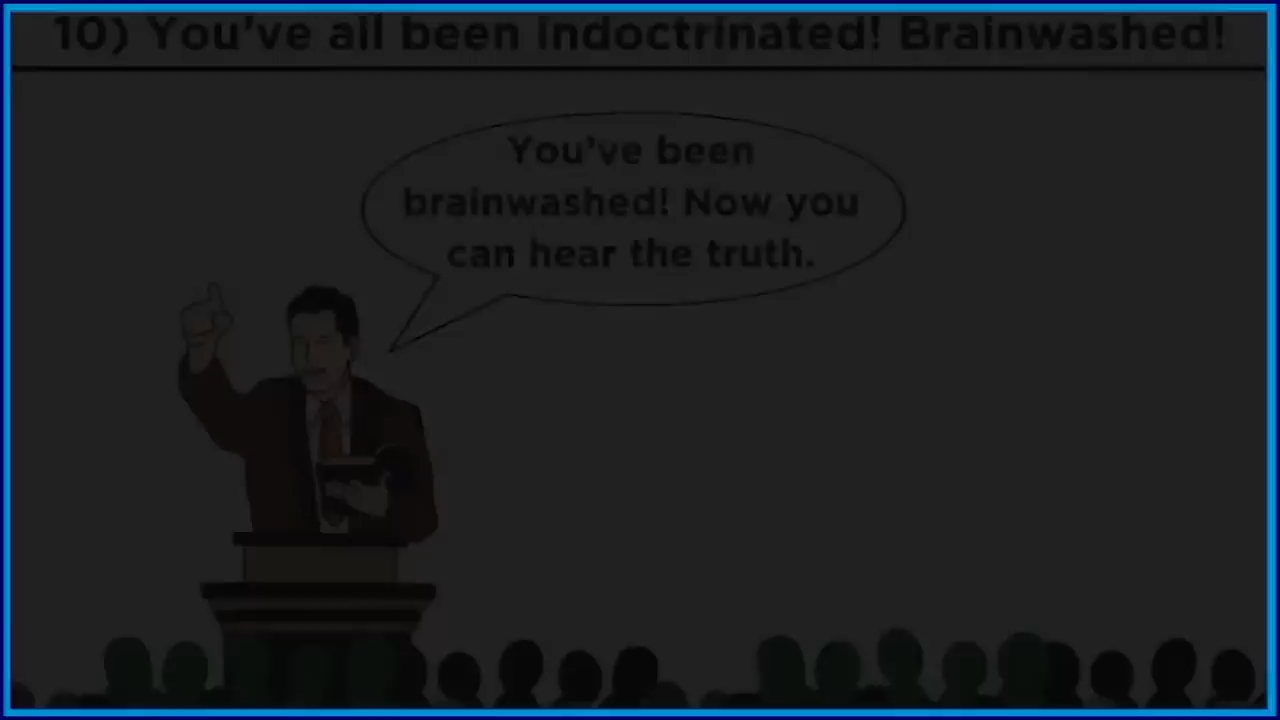 10) You've all been Indoctrinated! Brainwashed!
You've been
brainwashed! Now you
can hear the truth.